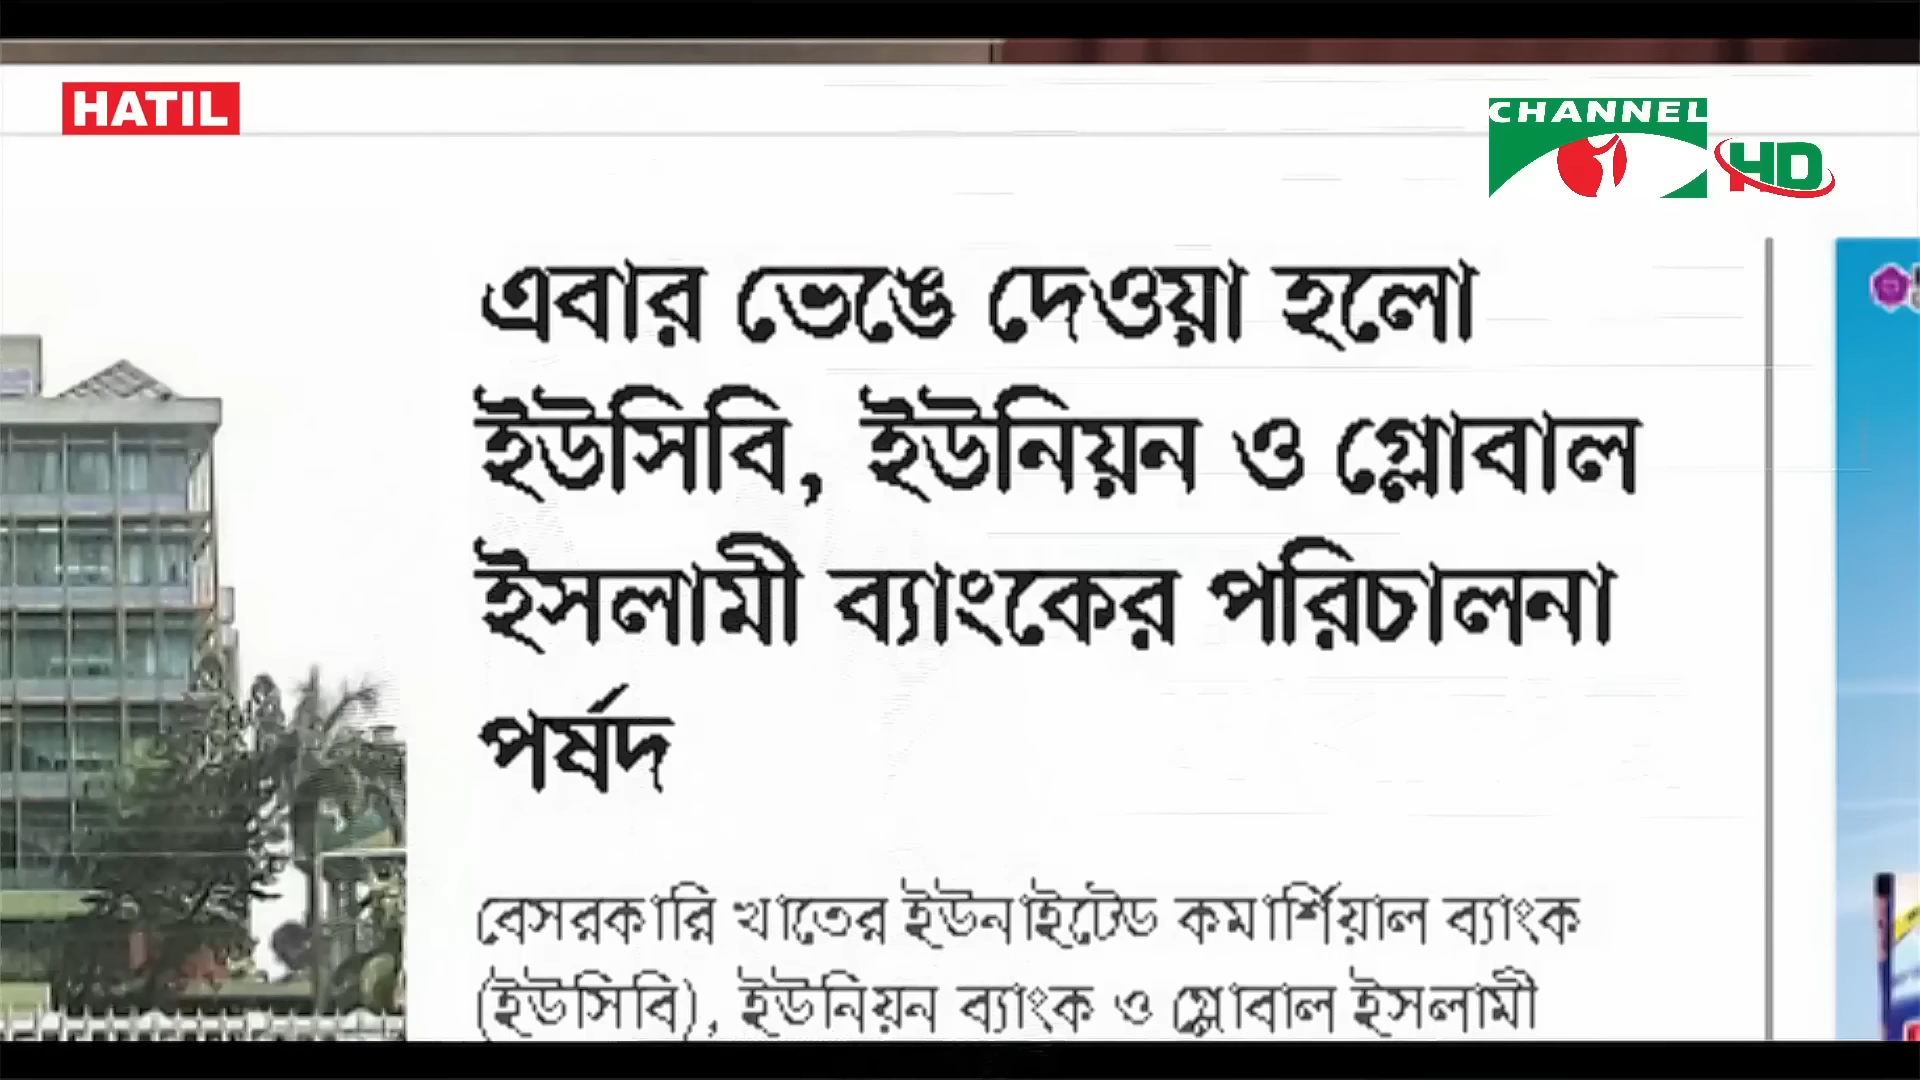 HATIL
CHANNEL
HD
এবার ভেঙে দেওয়া হলো
ইউসিবি, ইউনিয়ন ও গ্লোবাল
ইসলামী ব্যাংকের পরিচালনা
পর্ষদ
বেসরকারি খাতের ইউনাইটেড কমার্শিয়াল ব্যাংক
(ইউসিবি), ইউনিয়ন ব্যাংক ও গ্লোবাল ইসলামী